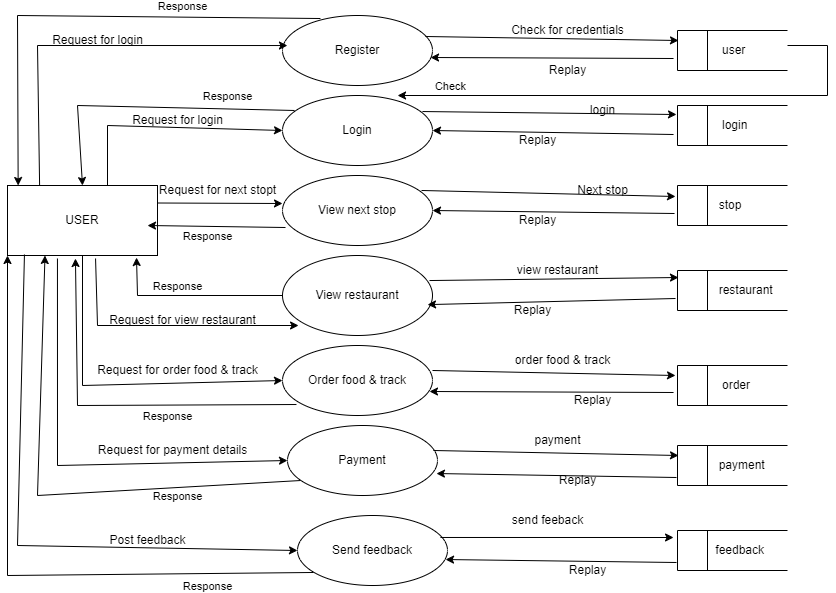 Response
Request for login
Register
Check for credentials
Replay
user
Check
Response
Request for login
Login
login
Replay
login
USER
Request for next stopt
Response
View next stop
Next stop
Replay
stop
Response
Request for view restaurant
View restaurant
view restaurant
Replay
restaurant
Request for order food & track
Response
Order food & track
order food & track
Replay
order
Request for payment details
Response
Payment
payment
Replay
payment
Post feedback
Response
Send feedback
send feeback
Replay
feedback